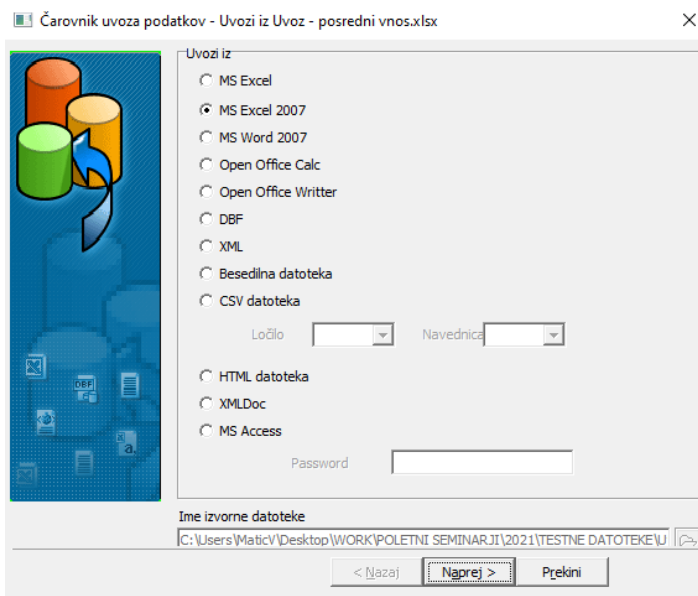 Čarovnik uvoza podatkov - Uvozi iz Uvoz - posredni vnos.xlsx
Uvozi iz
MS Excel
MS Excel 2007
MS Word 2007
Open Office Calc
Open Office Writter
DBF
XML
Besedilna datoteka
CSV datoteka
Ločilo
Navednica
HTML datoteka
XMLDoc
MS Access
Password
DBF
a,
Ime izvorne datoteke
C:\Users\MaticV\Desktop\WORK\POLETNI SEMINARJI\2021\TESTNE DATOTEKE\U
< Nazaj
Naprej >
Prekini